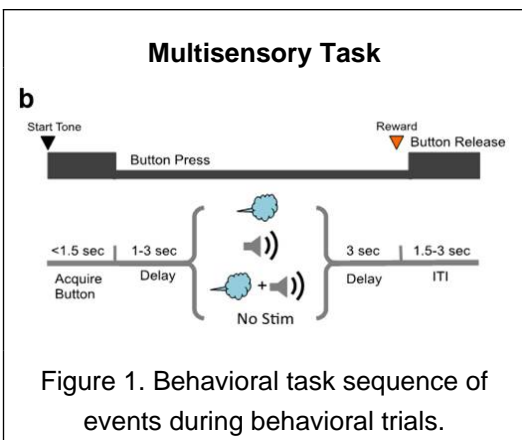 Multisensory Task
b
Start Tone
Reward
Button Release
Button Press
<1.5 sec
1-3 sec
3 sec
1.5-3 sec
Acquire
Button
Delay
+
No Stim
Delay
ITI
Figure 1. Behavioral task sequence of
events during behavioral trials.